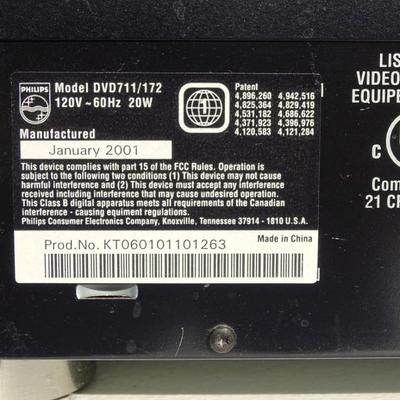 PHILIPS
Model DVD711/172
120V ~ 60Hz 20W
1
Patent
4,896,260 4,942,516
4,825,364 4,829,419
4,531,182 4,686,622
4,371,923 4,396,976
4,120,583 4,121,284
Manufactured
January 2001
This device complies with part 15 of the FCC Rules. Operation is
subject to the following two conditions (1) This device may not cause
harmful interference and (2) This device must accept any interference
received including interference that may cause undesired operation.
This Class B digital apparatus meets all requirements of the Canadian
interference - causing equipment regulations.
Philips Consumer Electronics Company, Knoxville, Tennessee 37914 - 1810 U.S.A.
Prod.No. KT060101101263
Made in China
LIS
VIDEO
EQUIPE
C
Com
21 CF